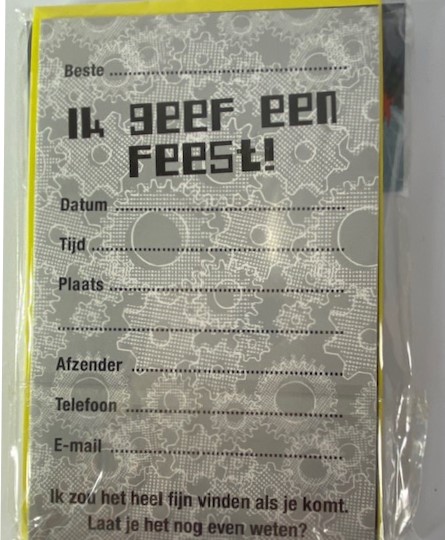 Beste ........................................
Ik geef een
feest!
Datum ........................................
Tijd ........................................
Plaats ........................................
........................................
Afzender ........................................
Telefoon ........................................
E-mail ........................................
Ik zou het heel fijn vinden als je komt.
Laat je het nog even weten?